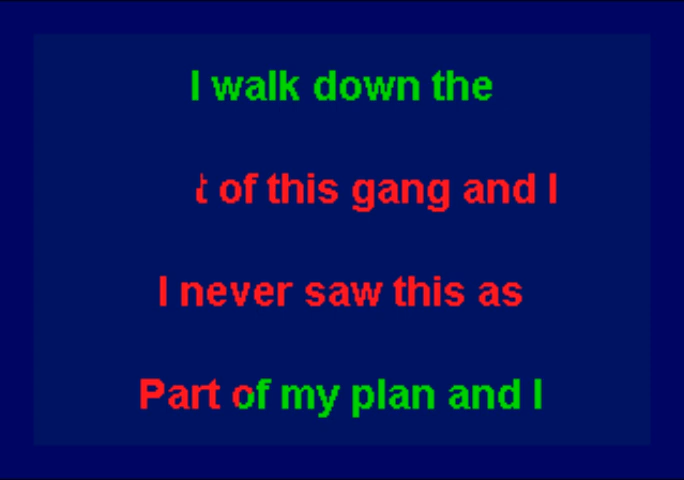 I walk down the
t of this gang and I
I never saw this as
Part of my plan and I